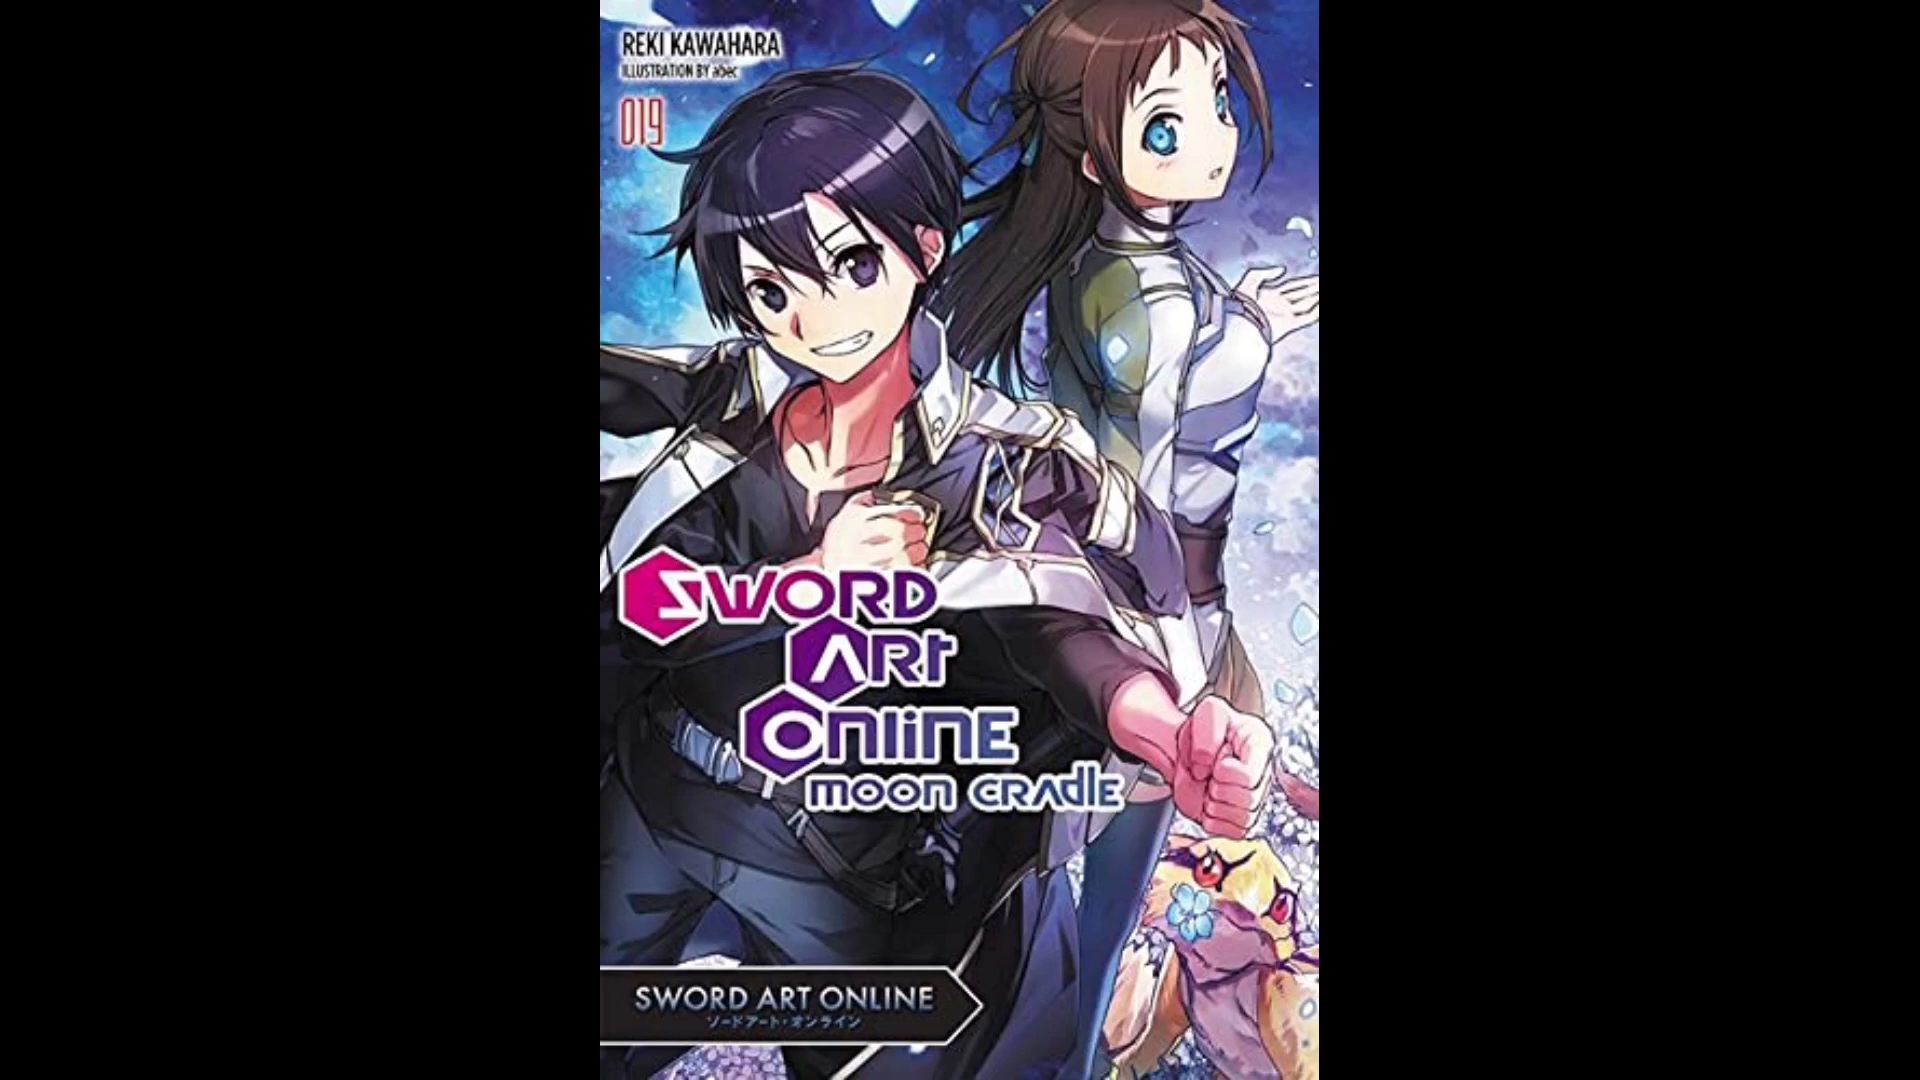 REKI KAWAHARA
ILLUSTRATION BY abec
019
SWORD
ART
ONLINE
MOON CRADLE
SWORD ART ONLINE
ソードアート・オンライン